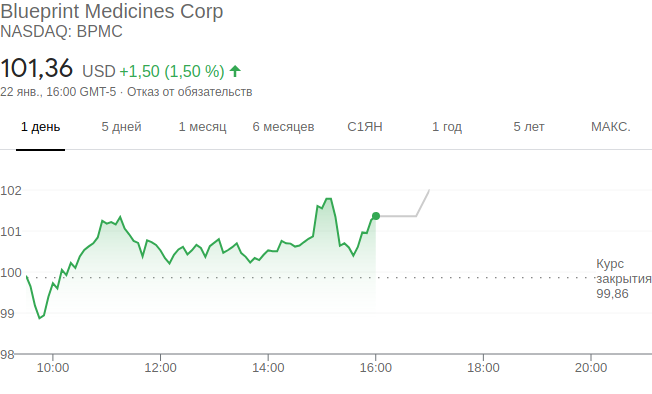 Blueprint Medicines Corp
NASDAQ: BPMC
101,36 USD +1,50 (1,50 %)
22 янв., 16:00 GMT-5 · Отказ от обязательств
1 день 5 дней 1 месяц 6 месяцев С1ЯН 1 год 5 лет МАКС.
102
101
100
99
98
Курс
закрытия
99,86
10:00 12:00 14:00 16:00 18:00 20:00